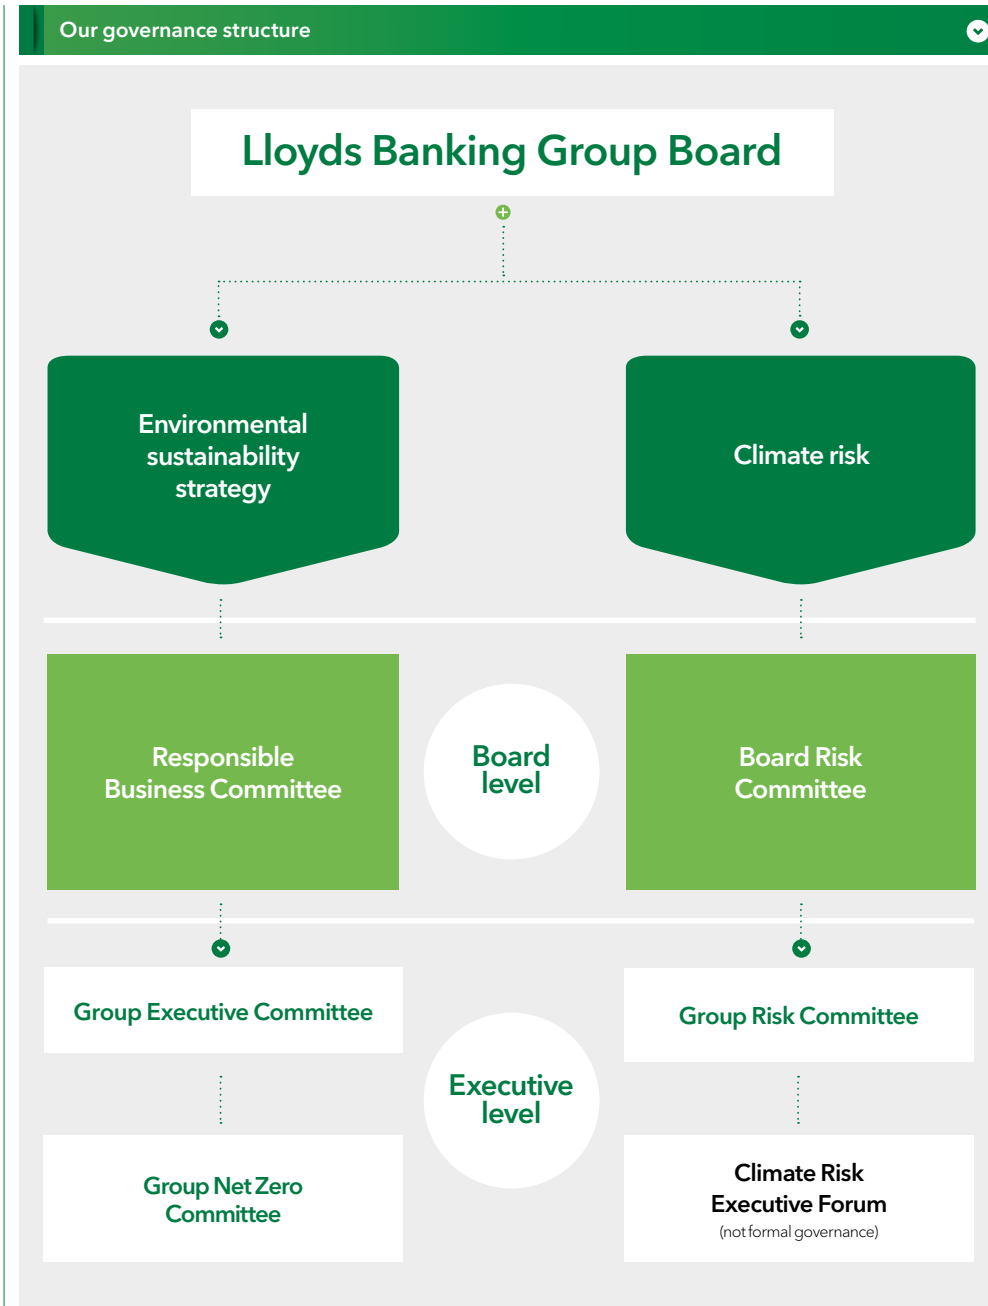 Our governance structure
Lloyds Banking Group Board
Environmental
sustainability
strategy
Climate risk
Responsible
Business Committee
Board
level
Board Risk
Committee
Group Executive Committee
Group Risk Committee
Executive
level
Group Net Zero
Committee
Climate Risk
Executive Forum
(not formal governance)